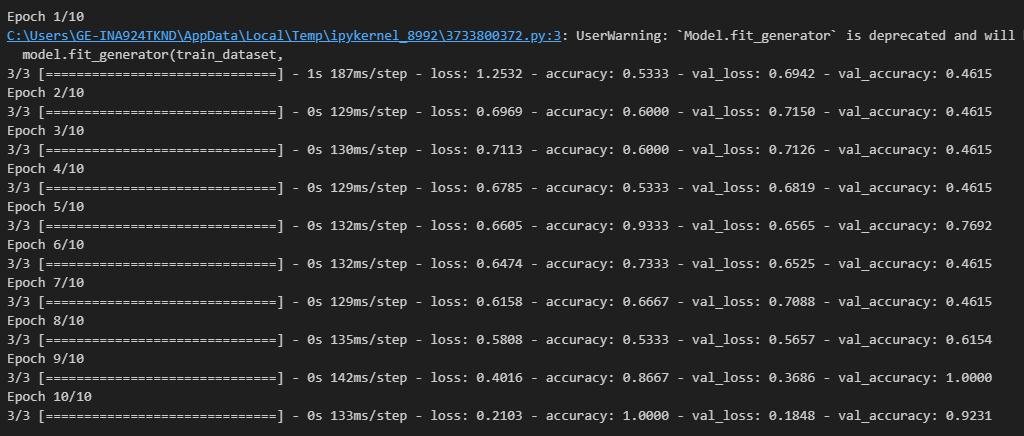 Epoch 1/10
C:\Users\GE-INA924TKND\AppData\Local\Temp\ipykernel_8992\3733800372.py:3: UserWarning: `Model.fit_generator` is deprecated and will
  model.fit_generator(train_dataset,
3/3 [==============================] - 1s 187ms/step - loss: 1.2532 - accuracy: 0.5333 - val_loss: 0.6942 - val_accuracy: 0.4615
Epoch 2/10
3/3 [==============================] - 0s 129ms/step - loss: 0.6969 - accuracy: 0.6000 - val_loss: 0.7150 - val_accuracy: 0.4615
Epoch 3/10
3/3 [==============================] - 0s 130ms/step - loss: 0.7113 - accuracy: 0.6000 - val_loss: 0.7126 - val_accuracy: 0.4615
Epoch 4/10
3/3 [==============================] - 0s 129ms/step - loss: 0.6785 - accuracy: 0.5333 - val_loss: 0.6819 - val_accuracy: 0.4615
Epoch 5/10
3/3 [==============================] - 0s 132ms/step - loss: 0.6605 - accuracy: 0.9333 - val_loss: 0.6565 - val_accuracy: 0.7692
Epoch 6/10
3/3 [==============================] - 0s 132ms/step - loss: 0.6474 - accuracy: 0.7333 - val_loss: 0.6525 - val_accuracy: 0.4615
Epoch 7/10
3/3 [==============================] - 0s 129ms/step - loss: 0.6158 - accuracy: 0.6667 - val_loss: 0.7088 - val_accuracy: 0.4615
Epoch 8/10
3/3 [==============================] - 0s 135ms/step - loss: 0.5808 - accuracy: 0.5333 - val_loss: 0.5657 - val_accuracy: 0.6154
Epoch 9/10
3/3 [==============================] - 0s 142ms/step - loss: 0.4016 - accuracy: 0.8667 - val_loss: 0.3686 - val_accuracy: 1.0000
Epoch 10/10
3/3 [==============================] - 0s 133ms/step - loss: 0.2103 - accuracy: 1.0000 - val_loss: 0.1848 - val_accuracy: 0.9231